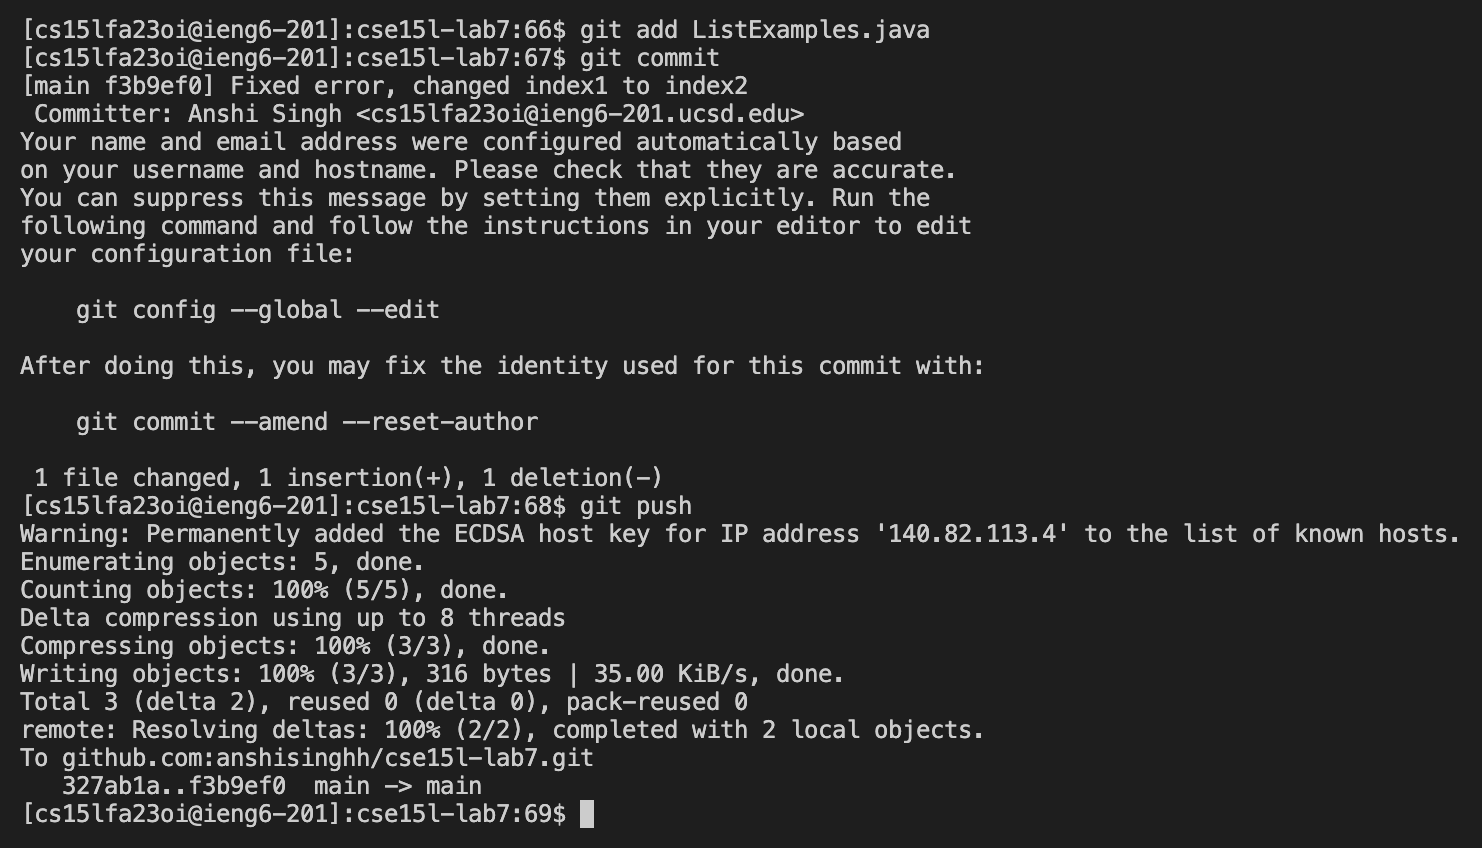 [cs15lfa23oi@ieng6-201]:cse15l-lab7:66$ git add ListExamples.java
[cs15lfa23oi@ieng6-201]:cse15l-lab7:67$ git commit
[main f3b9ef0] Fixed error, changed index1 to index2
 Committer: Anshi Singh <cs15lfa23oi@ieng6-201.ucsd.edu>
Your name and email address were configured automatically based
on your username and hostname. Please check that they are accurate.
You can suppress this message by setting them explicitly. Run the
following command and follow the instructions in your editor to edit
your configuration file:

    git config --global --edit

After doing this, you may fix the identity used for this commit with:

    git commit --amend --reset-author

 1 file changed, 1 insertion(+), 1 deletion(-)
[cs15lfa23oi@ieng6-201]:cse15l-lab7:68$ git push
Warning: Permanently added the ECDSA host key for IP address '140.82.113.4' to the list of known hosts.
Enumerating objects: 5, done.
Counting objects: 100% (5/5), done.
Delta compression using up to 8 threads
Compressing objects: 100% (3/3), done.
Writing objects: 100% (3/3), 316 bytes | 35.00 KiB/s, done.
Total 3 (delta 2), reused 0 (delta 0), pack-reused 0
remote: Resolving deltas: 100% (2/2), completed with 2 local objects.
To github.com:anshisinghh/cse15l-lab7.git
   327ab1a..f3b9ef0  main -> main
[cs15lfa23oi@ieng6-201]:cse15l-lab7:69$